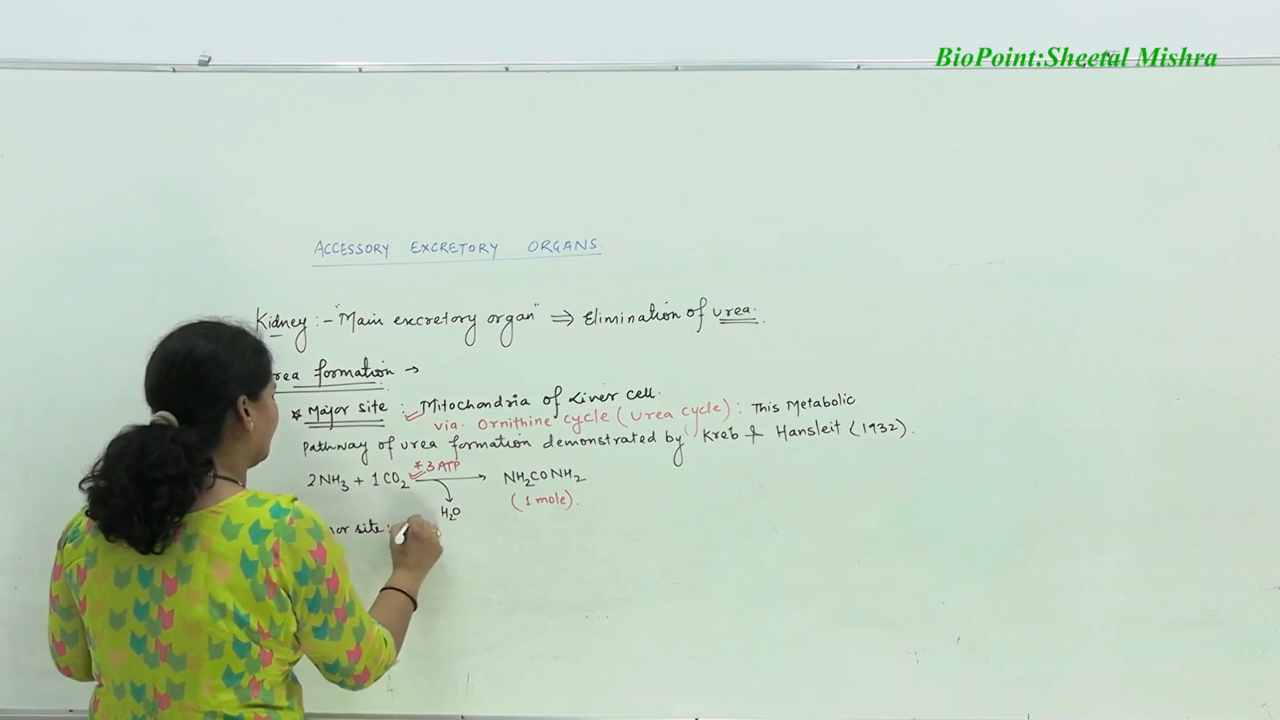 BioPoint:Sheetal Mishra
ACCESSORY EXCRETORY ORGANS
Kidney :- "Main excretory organ" ⇒ Elimination of urea.
rea formation →
* Major site : Mitochondria of Liver cell.
via. Ornithine cycle (Urea cycle) : This Metabolic
Pathway of urea formation demonstrated by Kreb & Hansleit (1932).
2NH3 + 1CO2 * 3 ATP → NH2CONH2
H2O
(1 mole).
nor site: